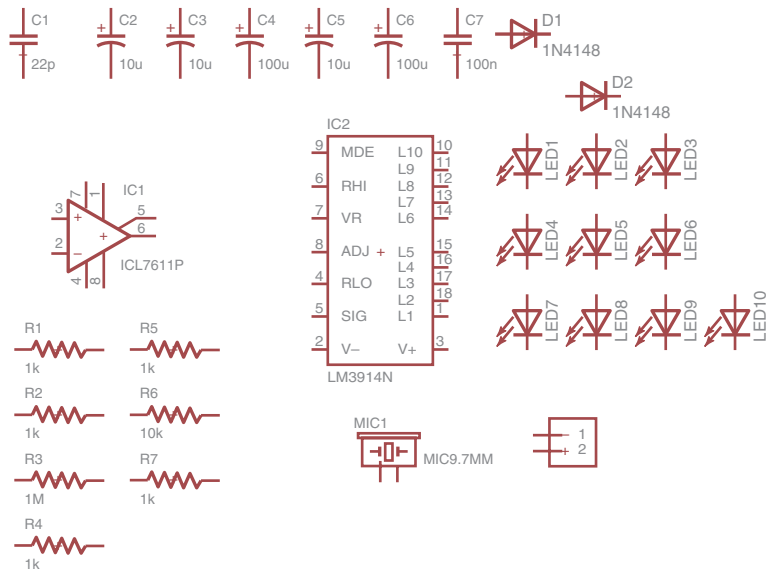 C1 C2 C3 C4 C5 C6 C7 D1
+ + + + +
22p 10u 10u 100u 10u 100u 100n 1N4148
D2
1N4148
IC2
9 MDE L10 10
L9 11
6 RHI L8 12
L7 13
7 VR L6 14
8 ADJ + L5 15
L4 16
4 RLO L3 17
L2 18
5 SIG L1 1
2 V− V+ 3
LM3914N
LED1 LED2 LED3
LED4 LED5 LED6
LED7 LED8 LED9 LED10
7 1 IC1
3 + 5
+ 6
2 −
4 8 ICL7611P
R1 R5
1k 1k
R2 R6
1k 10k
R3 R7
1M 1k
R4
1k
MIC1
MIC9.7MM
− 1
+ 2